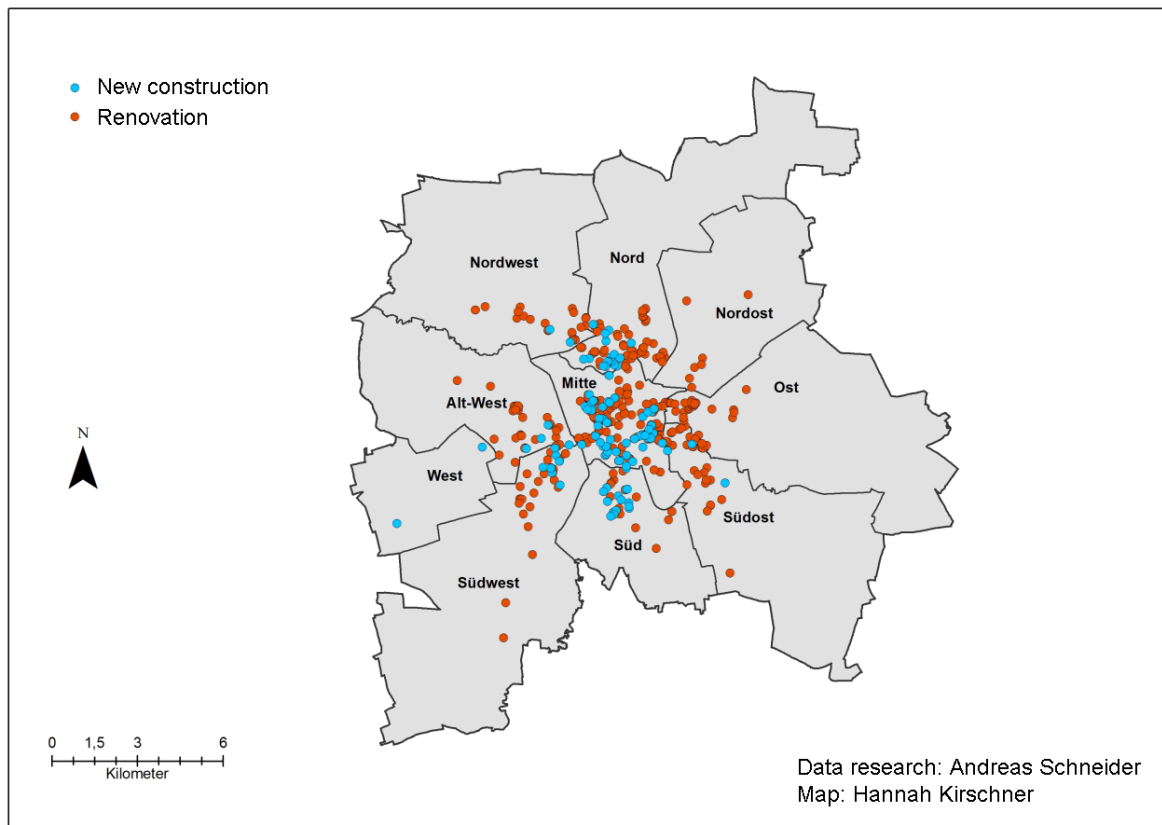 New construction
Renovation
Nordwest
Nord
Nordost
Mitte
Ost
Alt-West
West
Südost
Süd
Südwest
N
0 1,5 3 6
Kilometer
Data research: Andreas Schneider
Map: Hannah Kirschner